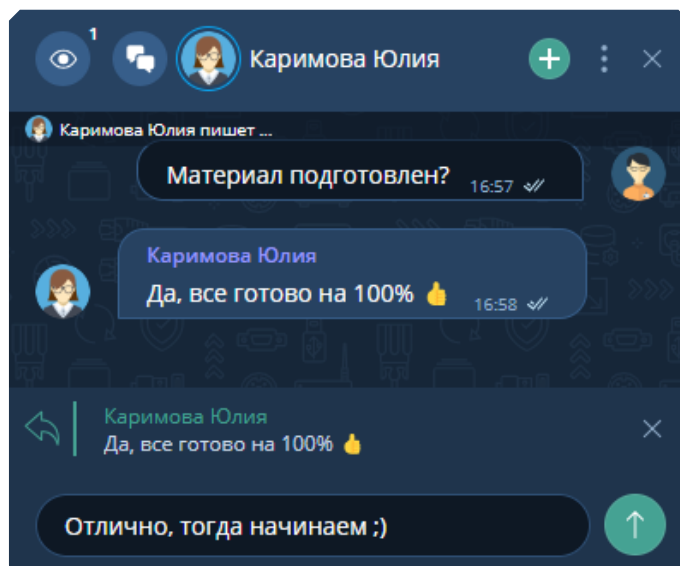 1
Каримова Юлия
Каримова Юлия пишет ...
Материал подготовлен?
16:57
Каримова Юлия
Да, все готово на 100% 👍
16:58
Каримова Юлия
Да, все готово на 100% 👍
Отлично, тогда начинаем ;)